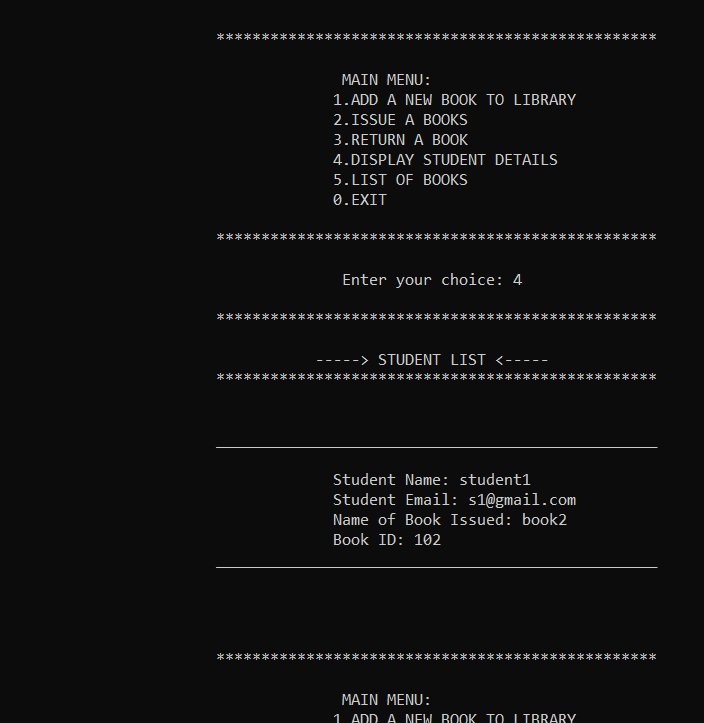 *************************************************
MAIN MENU:
1.ADD A NEW BOOK TO LIBRARY
2.ISSUE A BOOKS
3.RETURN A BOOK
4.DISPLAY STUDENT DETAILS
5.LIST OF BOOKS
0.EXIT
*************************************************
Enter your choice: 4
*************************************************
-----> STUDENT LIST <-----
*************************************************
_________________________________________________
Student Name: student1
Student Email: s1@gmail.com
Name of Book Issued: book2
Book ID: 102
_________________________________________________
*************************************************
MAIN MENU:
1.ADD A NEW BOOK TO LIBRARY